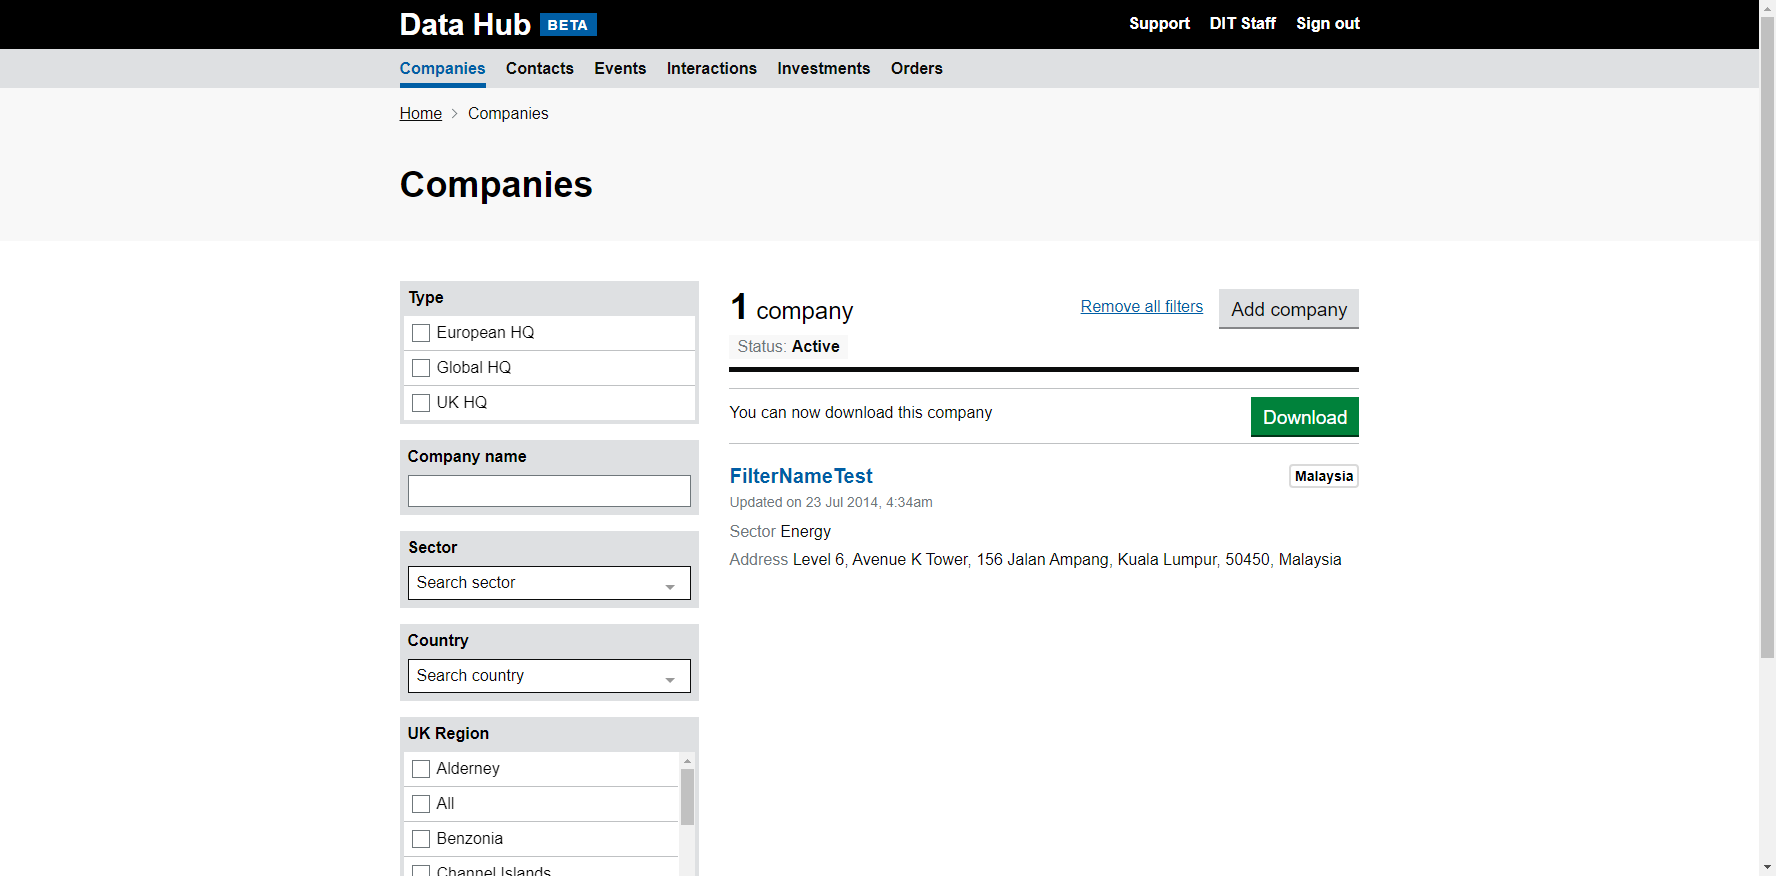 Data Hub BETA
Support DIT Staff Sign out
Companies Contacts Events Interactions Investments Orders
Home Companies
Companies
Type
European HQ
Global HQ
UK HQ
Company name
Sector
Search sector
Country
Search country
UK Region
Alderney
All
Benzonia
Channel Islands
1 company
Remove all filters
Add company
Status: Active
You can now download this company
Download
FilterNameTest
Malaysia
Updated on 23 Jul 2014, 4:34am
Sector Energy
Address Level 6, Avenue K Tower, 156 Jalan Ampang, Kuala Lumpur, 50450, Malaysia